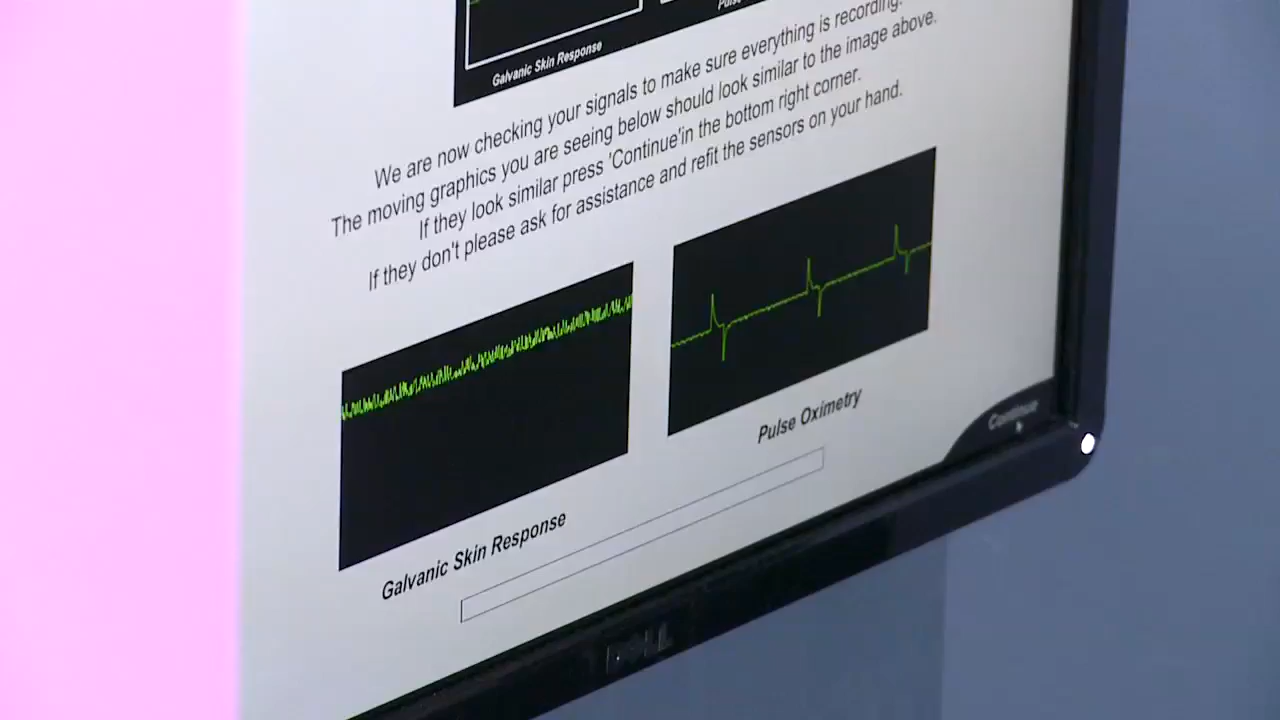 Galvanic Skin Response
Pulse
We are now checking your signals to make sure everything is recording.
The moving graphics you are seeing below should look similar to the image above.
If they look similar press 'Continue'in the bottom right corner.
If they don't please ask for assistance and refit the sensors on your hand.
Galvanic Skin Response
Pulse Oximetry
Continue
DELL